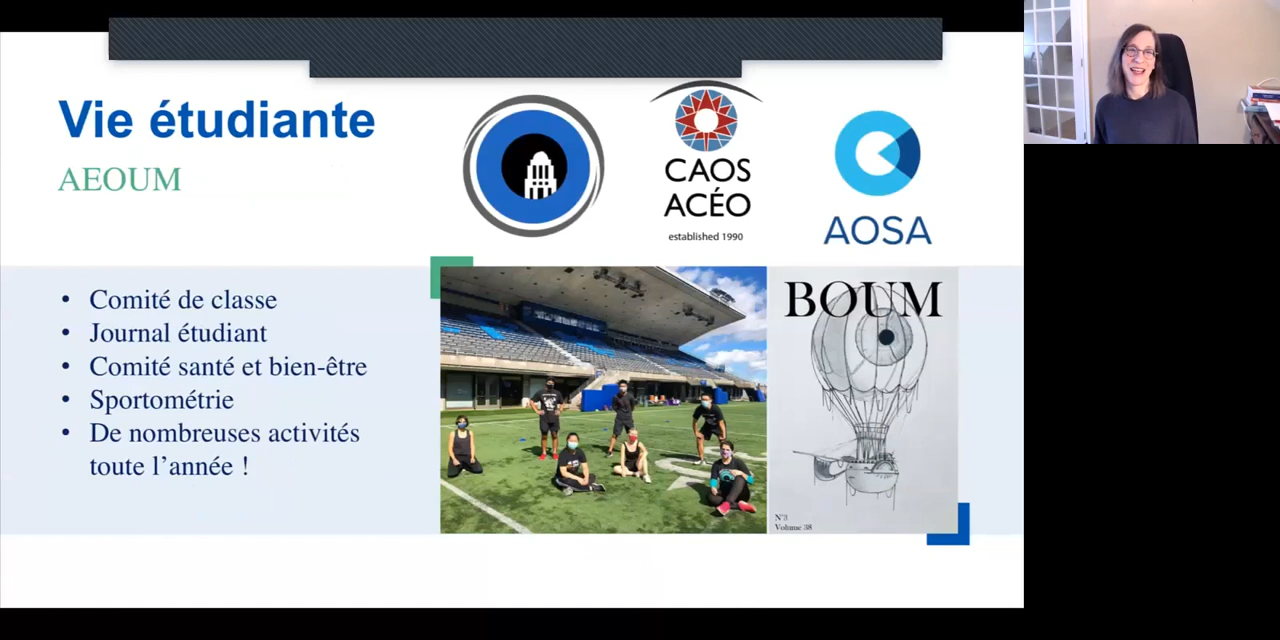 Vie étudiante
AEOUM
CAOS
ACÉO
established 1990
AOSA
• Comité de classe
• Journal étudiant
• Comité santé et bien-être
• Sportométrie
• De nombreuses activités
toute l'année !
BOUM
N°3
Volume 38